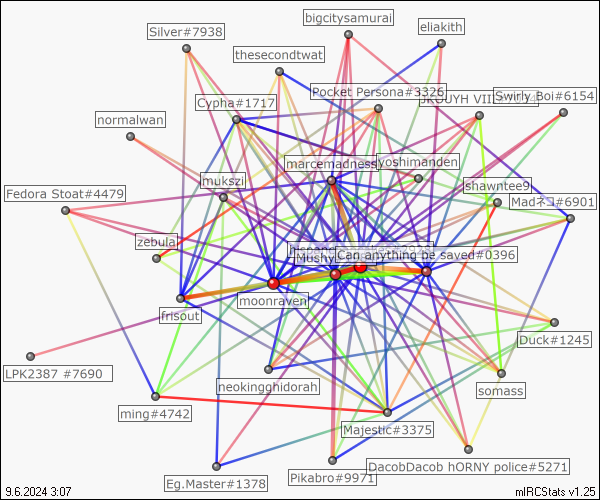 bigcitysamurai
eliakith
Silver#7938
thesecondtwat
Pocket Persona#3326
Swirly Boi#6154
Cypha#1717
normalwan
marcemadness
yoshimanden
mukszi
shawntee9
Fedora Stoat#4479
Madネコ#6901
zebula
Can anything be saved#0396
moonraven
frisout
Duck#1245
LPK2387 #7690
neokingghidorah
somass
ming#4742
Majestic#3375
DacobDacob hORNY police#5271
Eg.Master#1378
Pikabro#9971
9.6.2024 3:07
mIRCStats v1.25